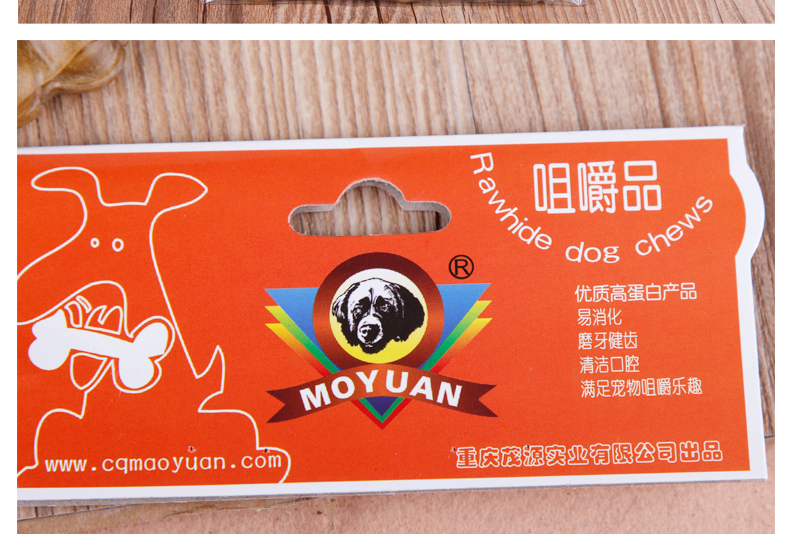 咀嚼品
Rawhide dog chews
®
MOYUAN
优质高蛋白产品
易消化
磨牙健齿
清洁口腔
满足宠物咀嚼乐趣
www.cqmaoyuan.com
重庆茂源实业有限公司出品